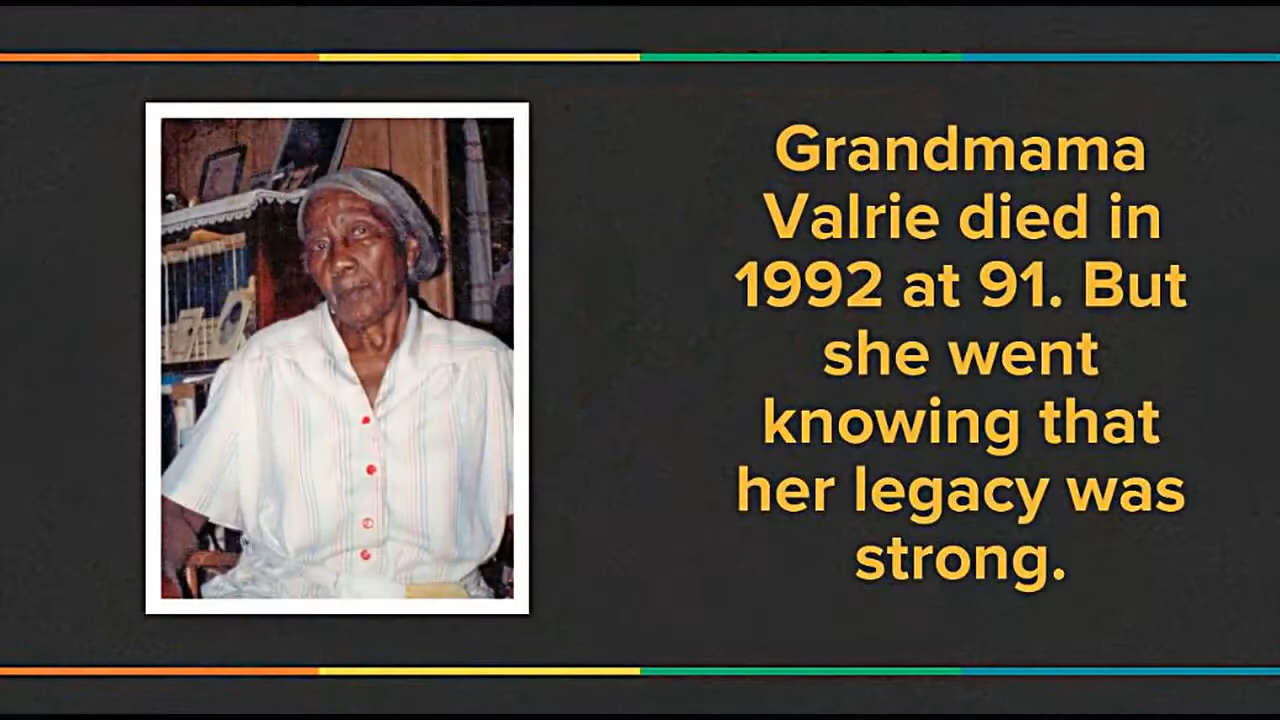 Grandmama
Valrie died in
1992 at 91. But
she went
knowing that
her legacy was
strong.